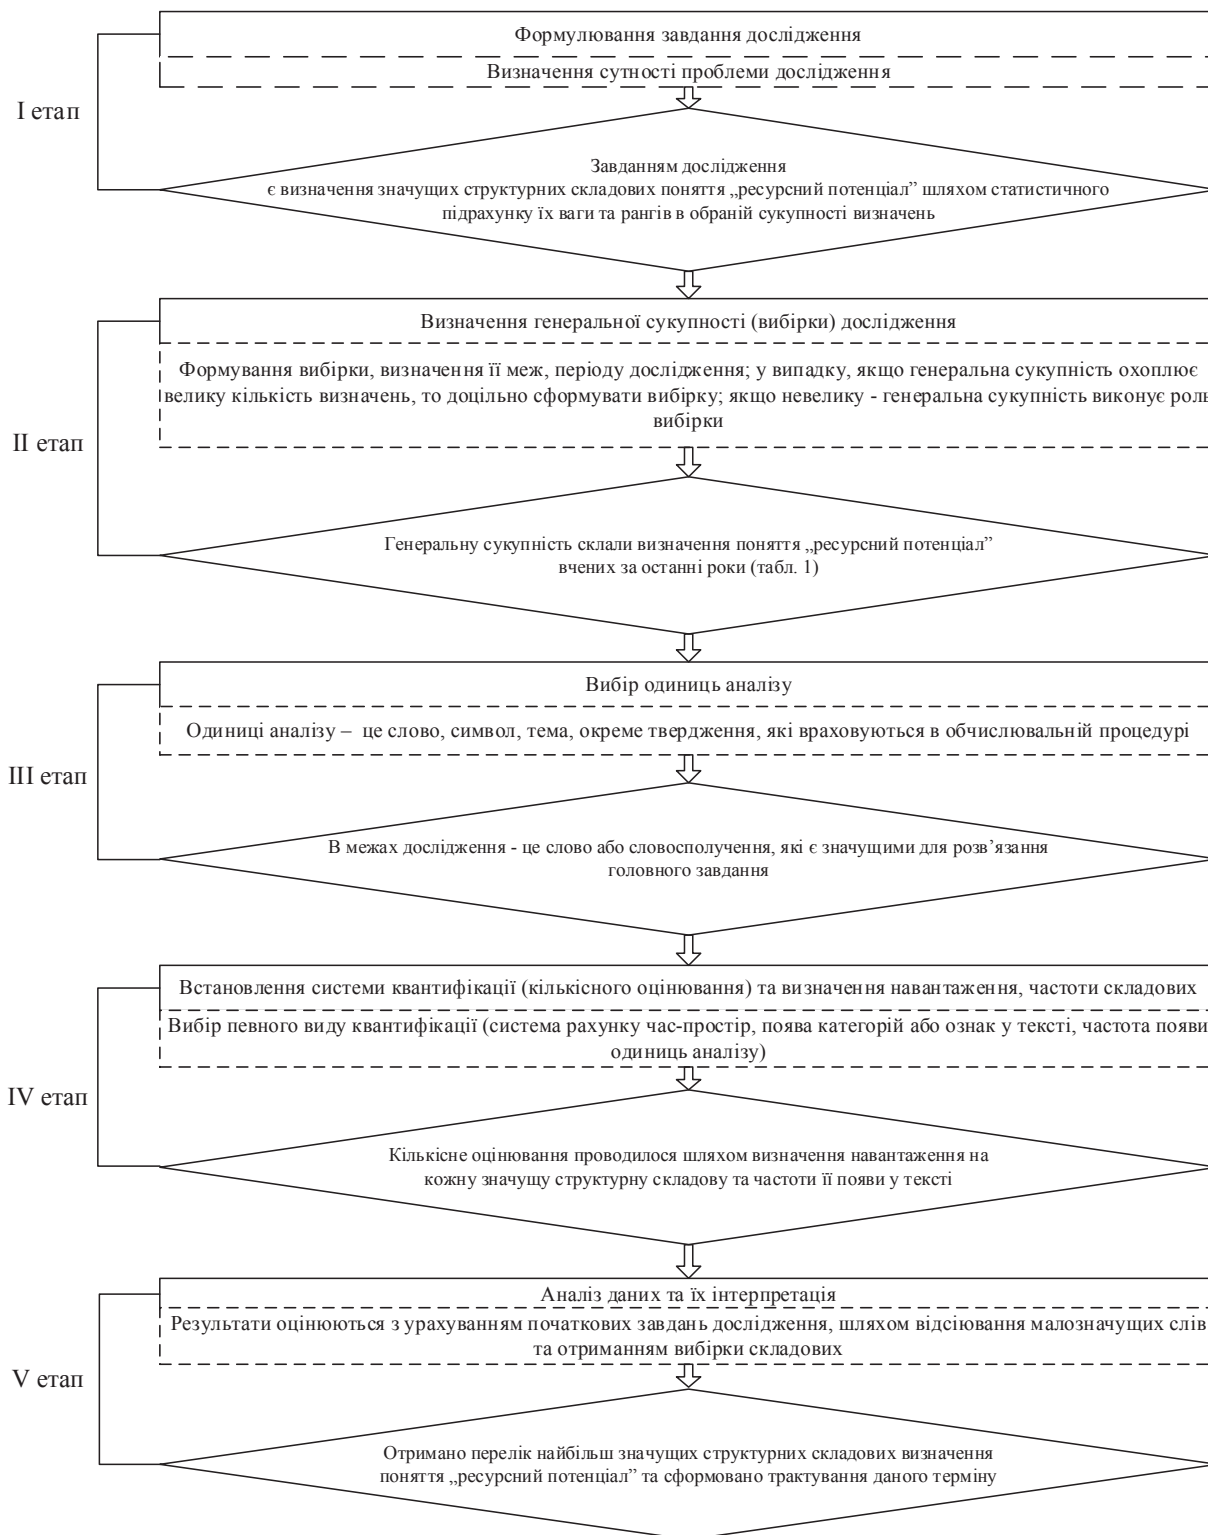 Формулювання завдання дослідження
Визначення сутності проблеми дослідження
І етап
Завданням дослідження
є визначення значущих структурних складових поняття „ресурсний потенціал” шляхом статистичного
підрахунку їх ваги та рангів в обраній сукупності визначень
Визначення генеральної сукупності (вибірки) дослідження
Формування вибірки, визначення її меж, періоду дослідження; у випадку, якщо генеральна сукупність охоплює
велику кількість визначень, то доцільно сформувати вибірку; якщо невелику - генеральна сукупність виконує роль
вибірки
ІІ етап
Генеральну сукупність склали визначення поняття „ресурсний потенціал”
вчених за останні роки (табл. 1)
Вибір одиниць аналізу
Одиниці аналізу – це слово, символ, тема, окреме твердження, які враховуються в обчислювальній процедурі
ІІІ етап
В межах дослідження - це слово або словосполучення, які є значущими для розв’язання
головного завдання
Встановлення системи квантифікації (кількісного оцінювання) та визначення навантаження, частоти складових
Вибір певного виду квантифікації (система рахунку час-простір, поява категорій або ознак у тексті, частота появи
одиниць аналізу)
IV етап
Кількісне оцінювання проводилося шляхом визначення навантаження на
кожну значущу структурну складову та частоти її появи у тексті
Аналіз даних та їх інтерпретація
Результати оцінюються з урахуванням початкових завдань дослідження, шляхом відсіювання малозначущих слів
та отриманням вибірки складових
V етап
Отримано перелік найбільш значущих структурних складових визначення
поняття „ресурсний потенціал” та сформовано трактування даного терміну